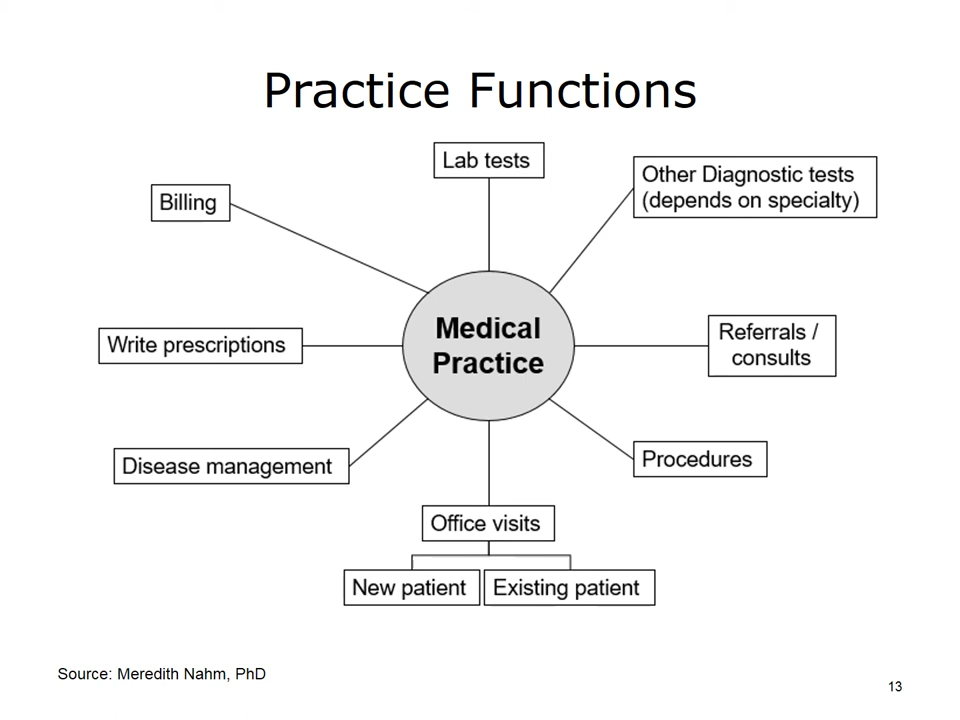 Practice Functions
Lab tests
Other Diagnostic tests
(depends on specialty)
Billing
Medical
Practice
Write prescriptions
Referrals /
consults
Disease management
Procedures
Office visits
New patient
Existing patient
Source: Meredith Nahm, PhD
13